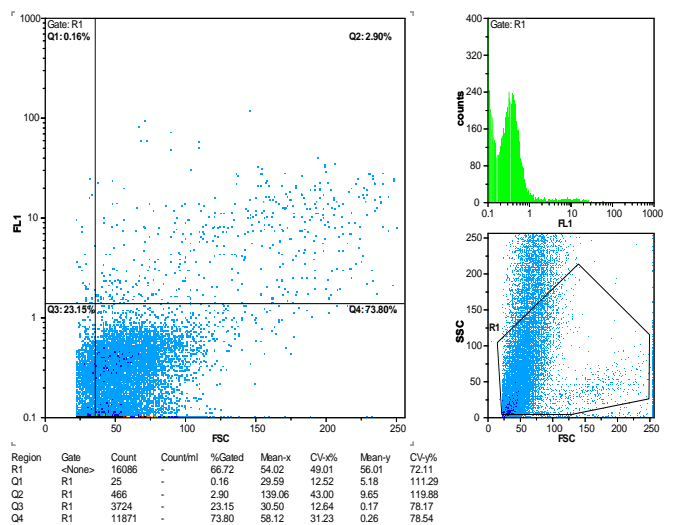 Gate: R1
Q1: 0.16%
Q2: 2.90%
Q3: 23.15%
Q4: 73.80%
1000
100
10
1
0.1
FL1
0
50
100
150
200
250
FSC
Gate: R1
400
320
240
160
80
0
counts
0.1
1
10
100
1000
FL1
250
200
150
100
50
0
SSC
R1
0
50
100
150
200
250
FSC
Region Gate Count Count/ml %Gated Mean-x CV-x% Mean-y CV-y%
R1 <None> 16086 - 66.72 54.02 49.01 56.01 72.11
Q1 R1 25 - 0.16 29.59 12.52 5.18 111.29
Q2 R1 466 - 2.90 139.06 43.00 9.65 119.88
Q3 R1 3724 - 23.15 30.50 12.64 0.17 78.17
Q4 R1 11871 - 73.80 58.12 31.23 0.26 78.54